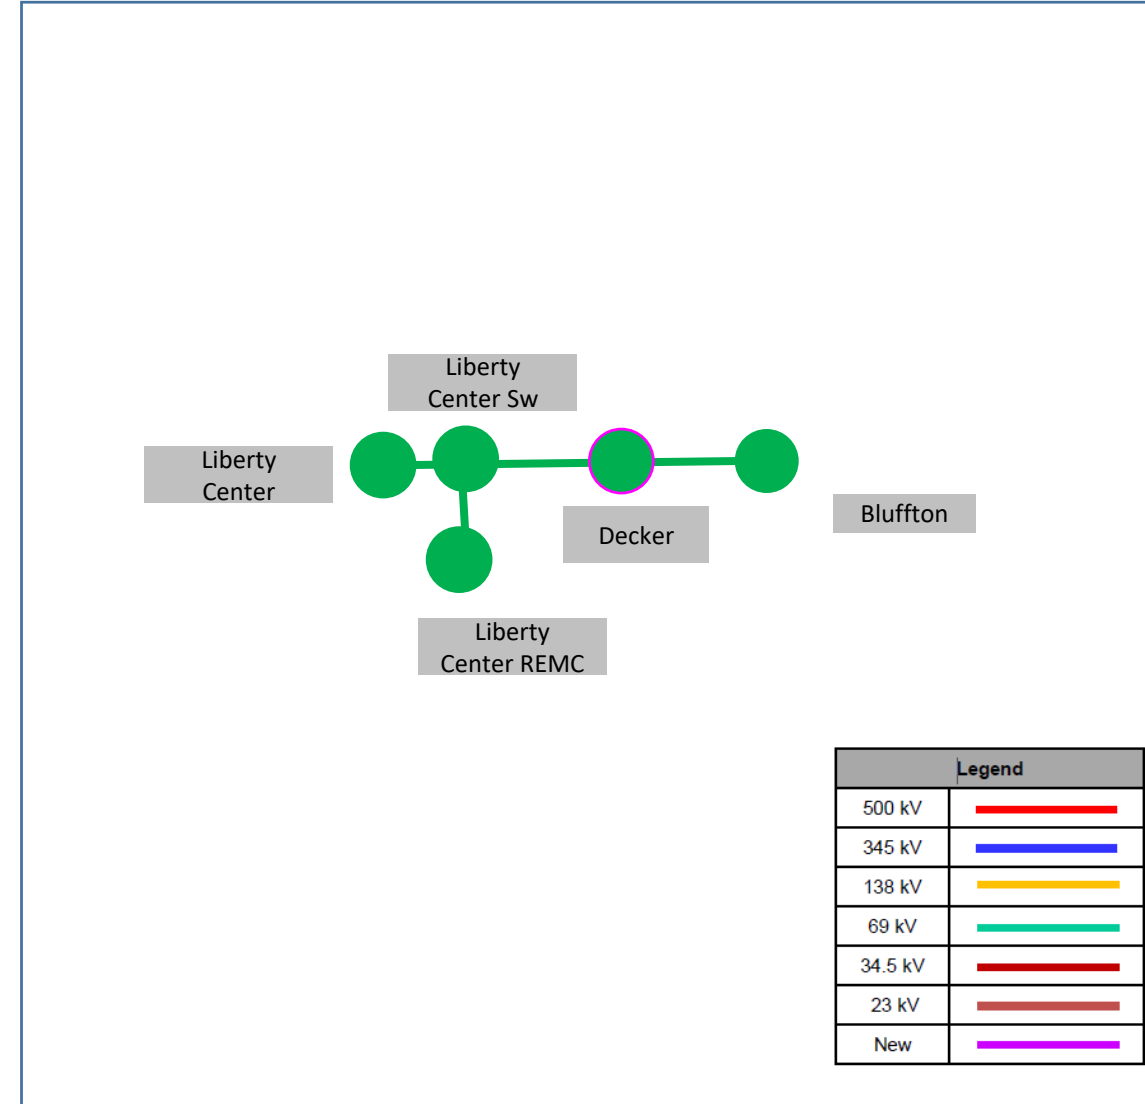 Liberty
Center Sw
Liberty
Center
Bluffton
Decker
Liberty
Center REMC
Legend
500 kV
345 kV
138 kV
69 kV
34.5 kV
23 kV
New